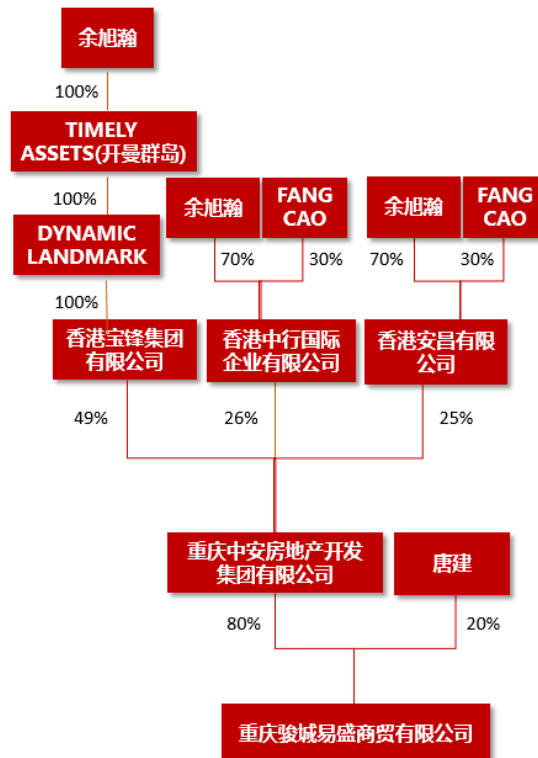 余旭瀚
100%
TIMELY
ASSETS(开曼群岛)
100%
DYNAMIC
LANDMARK
余旭瀚
FANG
CAO
余旭瀚
FANG
CAO
70%
30%
70%
30%
100%
香港宝锋集团
有限公司
香港中行国际
企业有限公司
香港安昌有限
公司
49%
26%
25%
重庆中安房地产开发
集团有限公司
唐建
80%
20%
重庆骏城易盛商贸有限公司